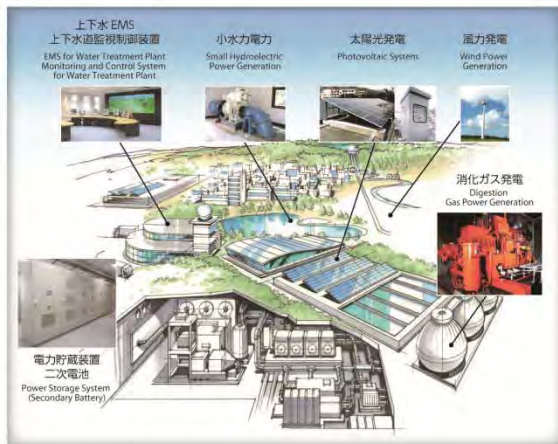 上下水 EMS
上下水道監視制御装置
EMS for Water Treatment Plant
Monitoring and Control System
for Water Treatment Plant
小水力電力
Small Hydroelectric
Power Generation
太陽光発電
Photovoltaic System
風力発電
Wind Power
Generation
消化ガス発電
Digestion
Gas Power Generation
電力貯蔵装置
二次電池
Power Storage System
(Secondary Battery)